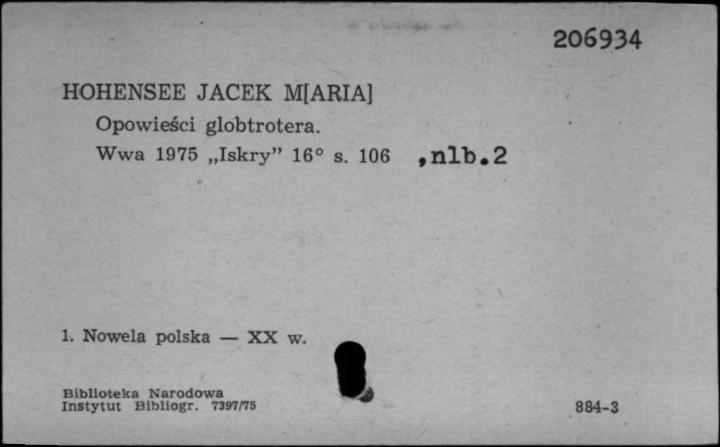 206934
HOHENSEE JACEK M[ARIA]
Opowieści globtrotera.
Wwa 1975 „Iskry” 16° s. 106 ,nlb.2
1. Nowela polska — XX w.
Biblioteka Narodowa
Instytut Bibliogr. 7397/75
884-3